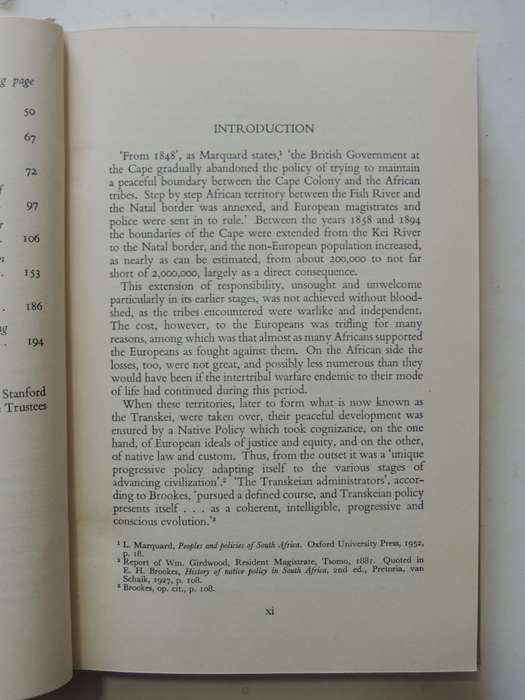 g page
50
67
72
f
97
r
. 106
n
. 153
. 186
ng
. . 194
Stanford
Trustees
INTRODUCTION
‘From 1848’, as Marquard states,¹ ‘the British Government at
the Cape gradually abandoned the policy of trying to maintain
a peaceful boundary between the Cape Colony and the African
tribes. Step by step African territory between the Fish River and
the Natal border was annexed, and European magistrates and
police were sent in to rule.’ Between the years 1858 and 1894
the boundaries of the Cape were extended from the Kei River
to the Natal border, and the non-European population increased,
as nearly as can be estimated, from about 200,000 to not far
short of 2,000,000, largely as a direct consequence.
This extension of responsibility, unsought and unwelcome
particularly in its earlier stages, was not achieved without blood-
shed, as the tribes encountered were warlike and independent.
The cost, however, to the Europeans was trifling for many
reasons, among which was that almost as many Africans supported
the Europeans as fought against them. On the African side the
losses, too, were not great, and possibly less numerous than they
would have been if the intertribal warfare endemic to their mode
of life had continued during this period.
When these territories, later to form what is now known as
the Transkei, were taken over, their peaceful development was
ensured by a Native Policy which took cognizance, on the one
hand, of European ideals of justice and equity, and on the other,
of native law and custom. Thus, from the outset it was a ‘unique
progressive policy adapting itself to the various stages of
advancing civilization’.² ‘The Transkeian administrators’, accor-
ding to Brookes, ‘pursued a defined course, and Transkeian policy
presents itself . . . as a coherent, intelligible, progressive and
conscious evolution.’²
¹ L. Marquard, Peoples and policies of South Africa. Oxford University Press, 1952,
p. 18.
² Report of Wm. Girdwood, Resident Magistrate, Tsomo, 1881. Quoted in
E. H. Brookes, History of native policy in South Africa, 2nd ed., Pretoria, van
Schaik, 1927, p. 108.
² Brookes, op. cit., p. 108.
xi